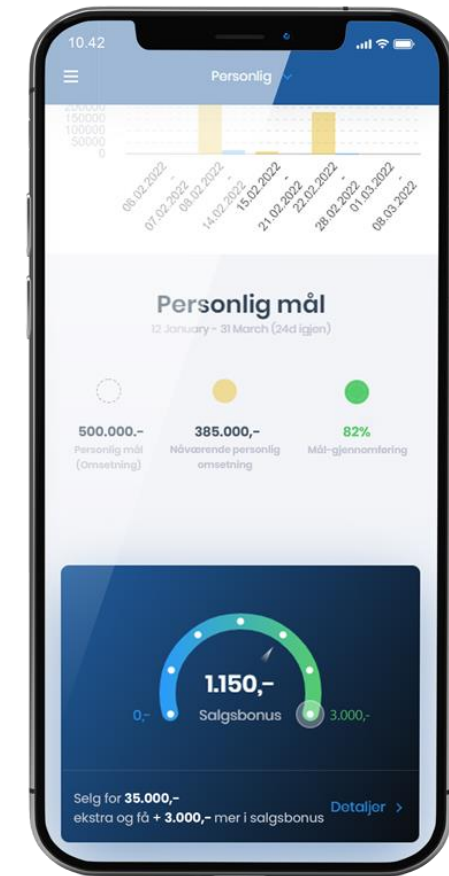 10.42
Personlig
200000
150000
100000
50000
0
06.02.2022 - 07.02.2022
08.02.2022 - 14.02.2022
15.02.2022 - 21.02.2022
22.02.2022 - 28.02.2022
01.03.2022 - 08.03.2022
Personlig mål
12 January - 31 March (24d igjen)
500.000.- 385.000,- 82%
Personlig mål Nåværende personlig Mål-gjennomføring
(Omsetning) omsetning
1.150,-
0,- Salgsbonus 3.000,-
Selg for 35.000,-
ekstra og få + 3.000,- mer i salgsbonus
Detaljer >